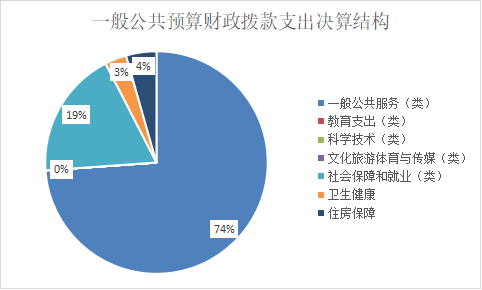 一般公共预算财政拨款支出决算结构
4%
3%
19%
0%
74%
一般公共服务（类）
教育支出（类）
科学技术（类）
文化旅游体育与传媒（类）
社会保障和就业（类）
卫生健康
住房保障